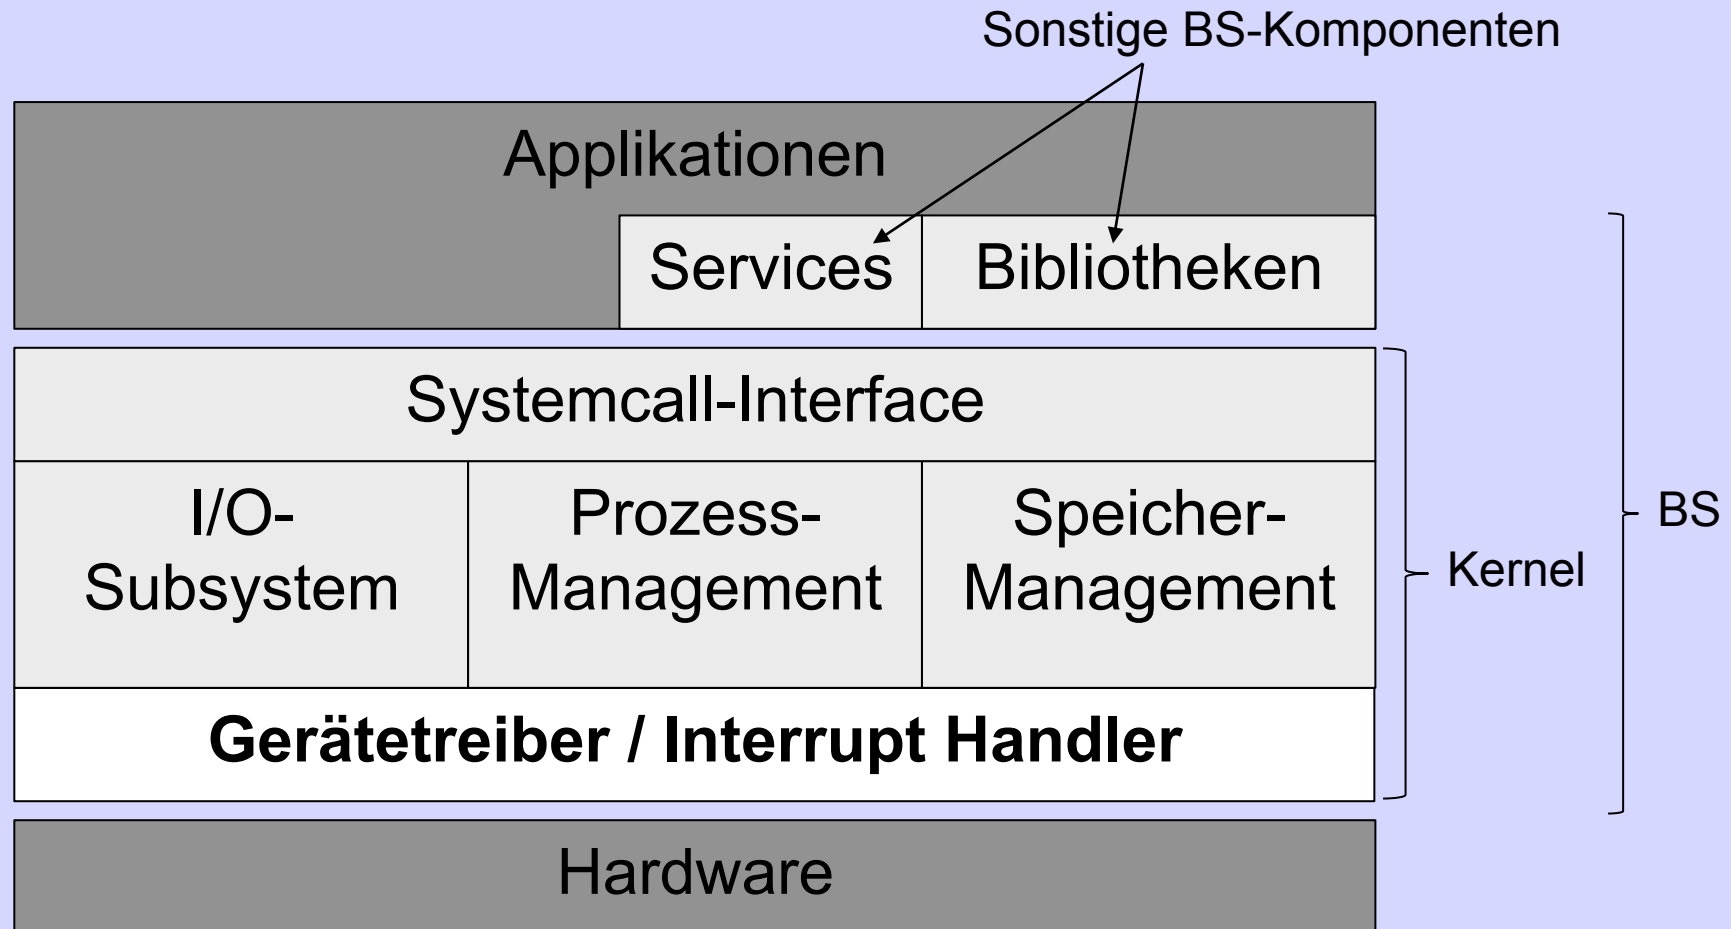 Sonstige BS-Komponenten
Applikationen
Services
Bibliotheken
Systemcall-Interface
I/O-
Subsystem
Prozess-
Management
Speicher-
Management
Gerätetreiber / Interrupt Handler
Hardware
Kernel
BS